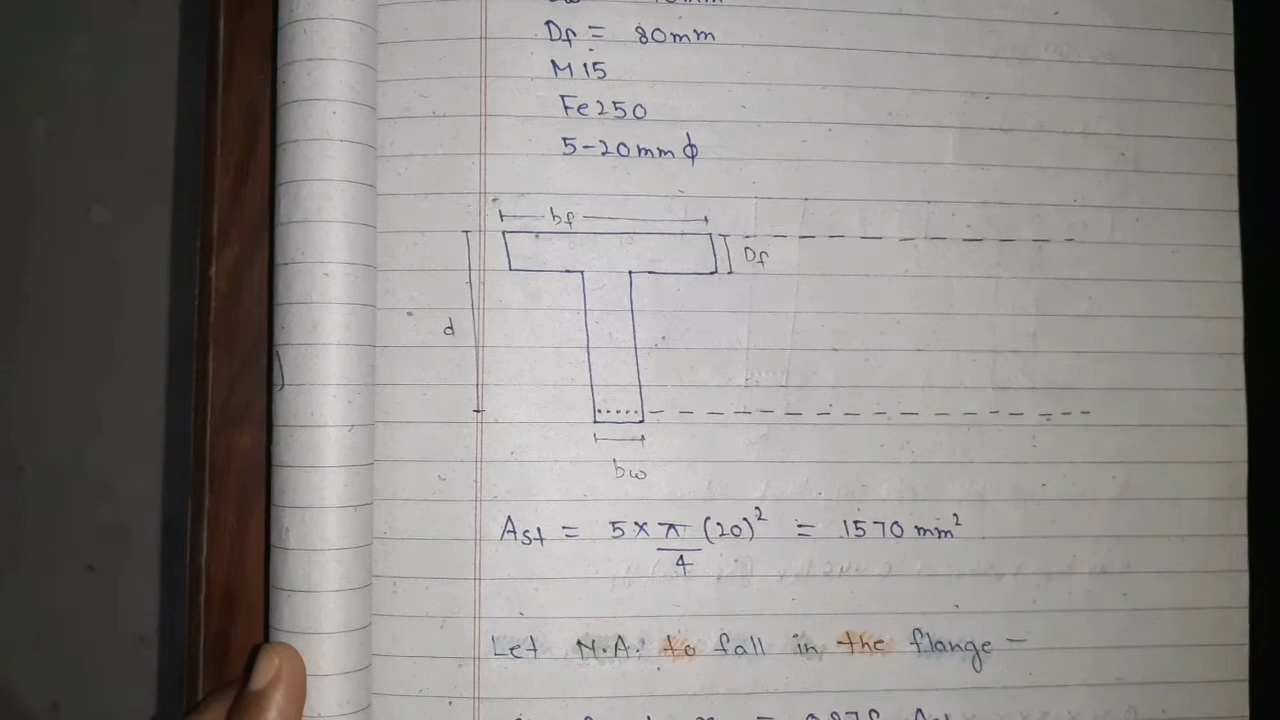 Df = 80mm
M15
Fe250
5-20mm ϕ
bf
Df
d
bw
Ast = 5 × π/4 (20)² = 1570 mm²
Let N.A. to fall in the flange -